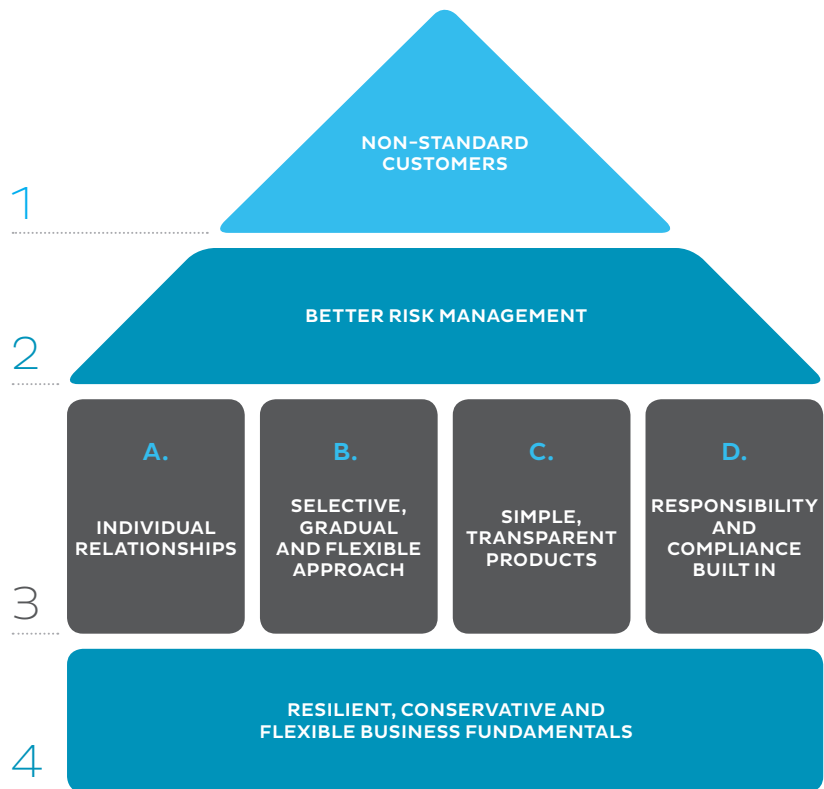 NON-STANDARD
CUSTOMERS
1
BETTER RISK MANAGEMENT
2
A.
INDIVIDUAL
RELATIONSHIPS
B.
SELECTIVE,
GRADUAL
AND FLEXIBLE
APPROACH
C.
SIMPLE,
TRANSPARENT
PRODUCTS
D.
RESPONSIBILITY
AND
COMPLIANCE
BUILT IN
3
RESILIENT, CONSERVATIVE AND
FLEXIBLE BUSINESS FUNDAMENTALS
4